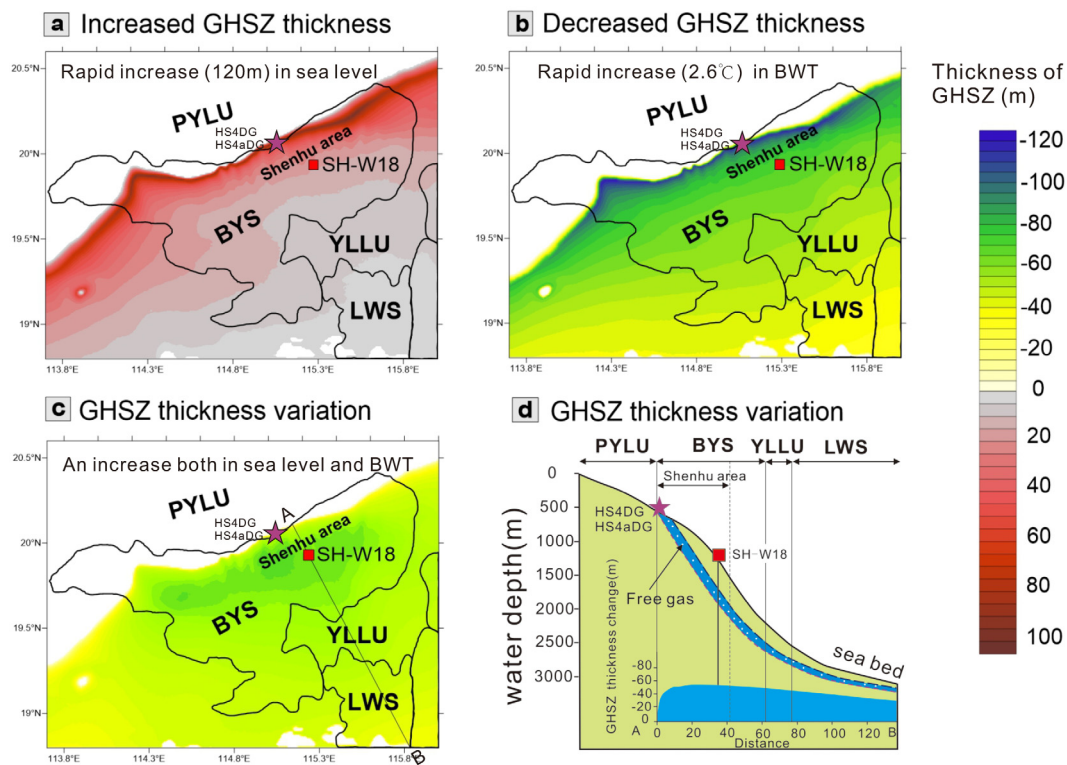 a Increased GHSZ thickness
Rapid increase (120m) in sea level
20.5°N
20°N
19.5°N
19°N
PYLU
HS4DG
HS4aDG
Shenhu area
SH-W18
BYS
YLLU
LWS
113.8°E 114.3°E 114.8°E 115.3°E 115.8°E
b Decreased GHSZ thickness
Rapid increase (2.6℃) in BWT
20.5°N
20°N
19.5°N
19°N
PYLU
HS4DG
HS4aDG
Shenhu area
SH-W18
BYS
YLLU
LWS
113.8°E 114.3°E 114.8°E 115.3°E 115.8°E
Thickness of
GHSZ (m)
-120
-100
-80
-60
-40
-20
0
20
40
60
80
100
c GHSZ thickness variation
An increase both in sea level and BWT
20.5°N
20°N
19.5°N
19°N
PYLU
HS4DG
HS4aDG
A
Shenhu area
SH-W18
BYS
YLLU
LWS
B
113.8°E 114.3°E 114.8°E 115.3°E 115.8°E
d GHSZ thickness variation
PYLU BYS YLLU LWS
Shenhu area
water depth(m)
0
500
1000
1500
2000
2500
3000
HS4DG
HS4aDG
SH-W18
Free gas
sea bed
GHSZ thickness change(m)
-80
-60
-40
-20
0
A 0 20 40 60 80 100 120 B
Distance